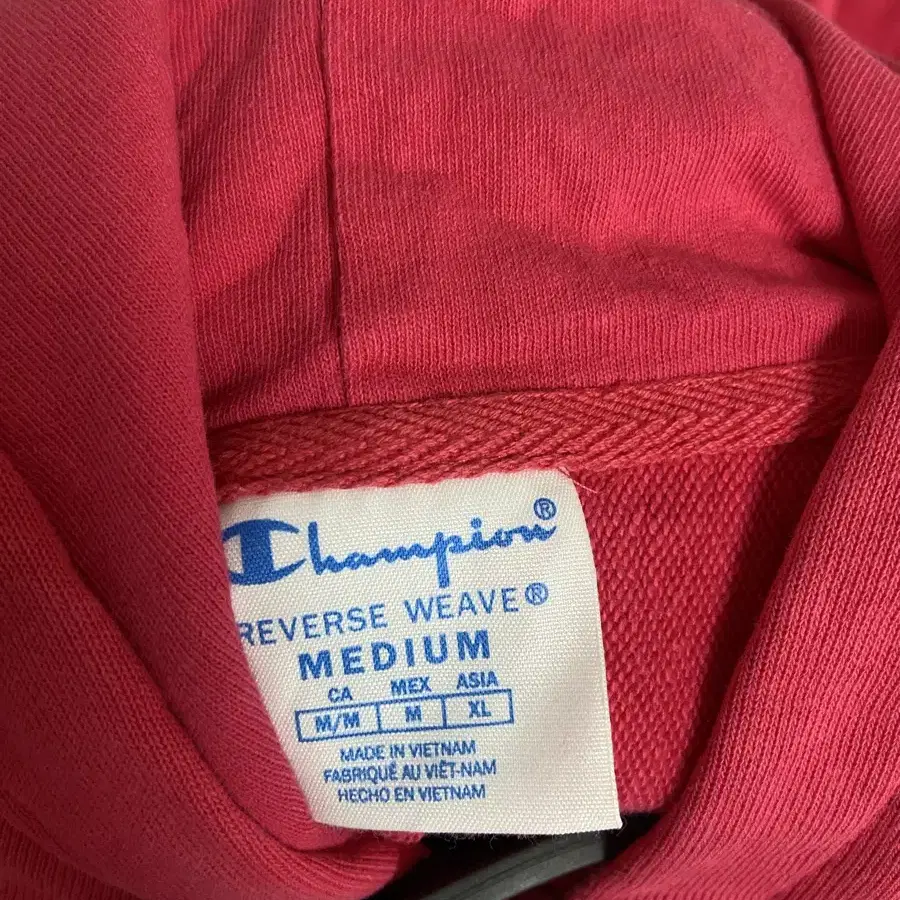 Champion®
REVERSE WEAVE®
MEDIUM
CA MEX ASIA
M/M M XL
MADE IN VIETNAM
FABRIQUÉ AU VIÊT-NAM
HECHO EN VIETNAM